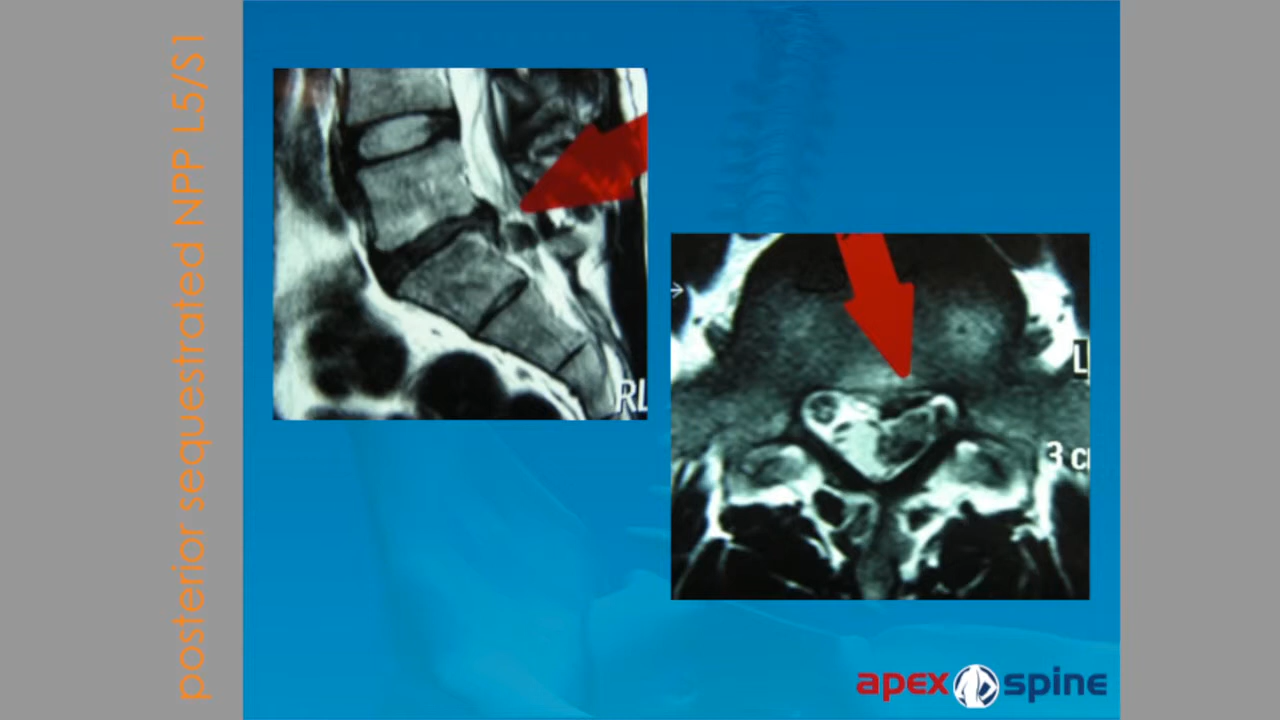 posterior sequestrated NPP L5/S1
RL
L
3 c
apex spine